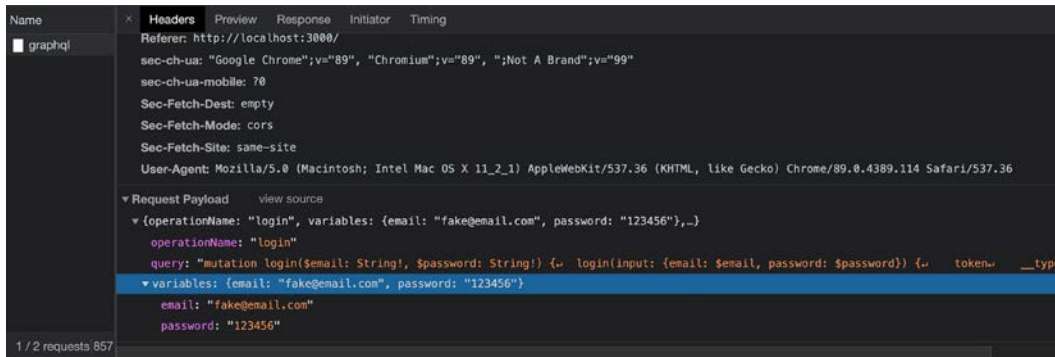 Name
× Headers Preview Response Initiator Timing
graphql
Referer: http://localhost:3000/
sec-ch-ua: "Google Chrome";v="89", "Chromium";v="89", ";Not A Brand";v="99"
sec-ch-ua-mobile: ?0
Sec-Fetch-Dest: empty
Sec-Fetch-Mode: cors
Sec-Fetch-Site: same-site
User-Agent: Mozilla/5.0 (Macintosh; Intel Mac OS X 11_2_1) AppleWebKit/537.36 (KHTML, like Gecko) Chrome/89.0.4389.114 Safari/537.36
▼ Request Payload view source
▼ {operationName: "login", variables: {email: "fake@email.com", password: "123456"},…}
operationName: "login"
query: "mutation login($email: String!, $password: String!) {↵ login(input: {email: $email, password: $password}) {↵ token↵ __typ
▼ variables: {email: "fake@email.com", password: "123456"}
email: "fake@email.com"
password: "123456"
1 / 2 requests 857